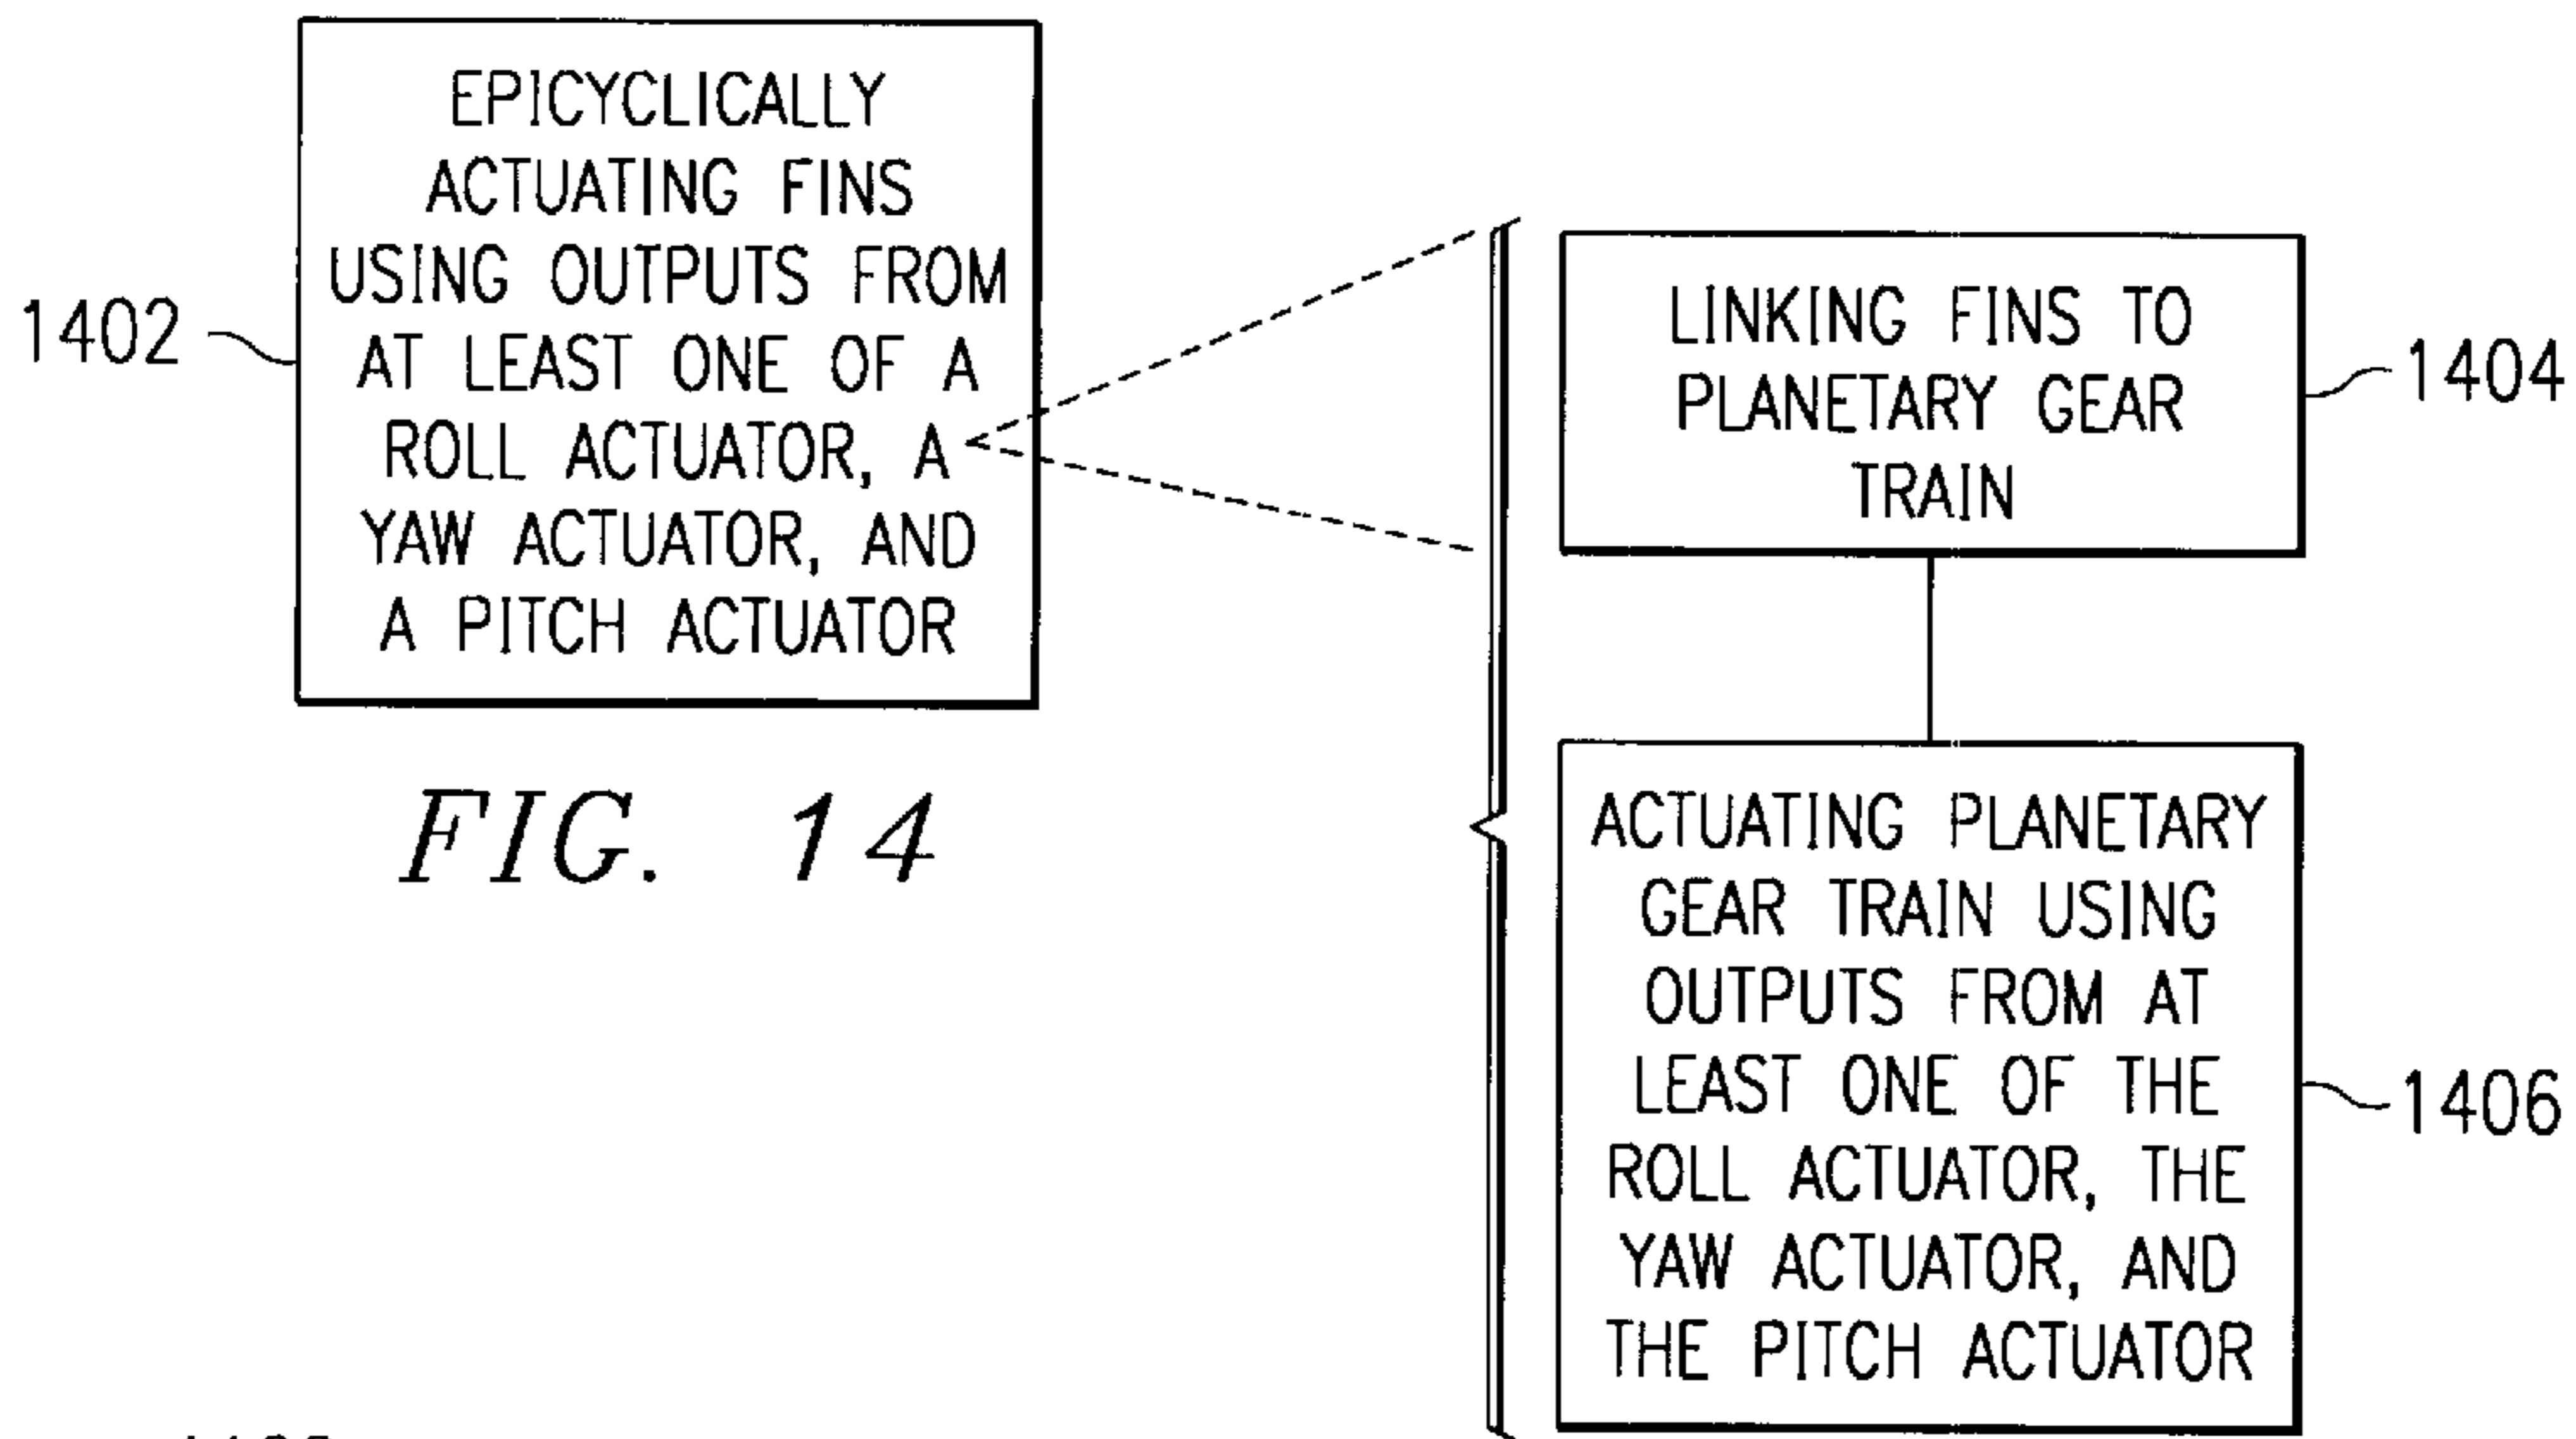 EPICYCLICALLY
ACTUATING FINS
USING OUTPUTS FROM
AT LEAST ONE OF A
ROLL ACTUATOR, A
YAW ACTUATOR, AND
A PITCH ACTUATOR
1402
FIG. 14
LINKING FINS TO
PLANETARY GEAR
TRAIN
1404
ACTUATING PLANETARY
GEAR TRAIN USING
OUTPUTS FROM AT
LEAST ONE OF THE
ROLL ACTUATOR, THE
YAW ACTUATOR, AND
THE PITCH ACTUATOR
1406